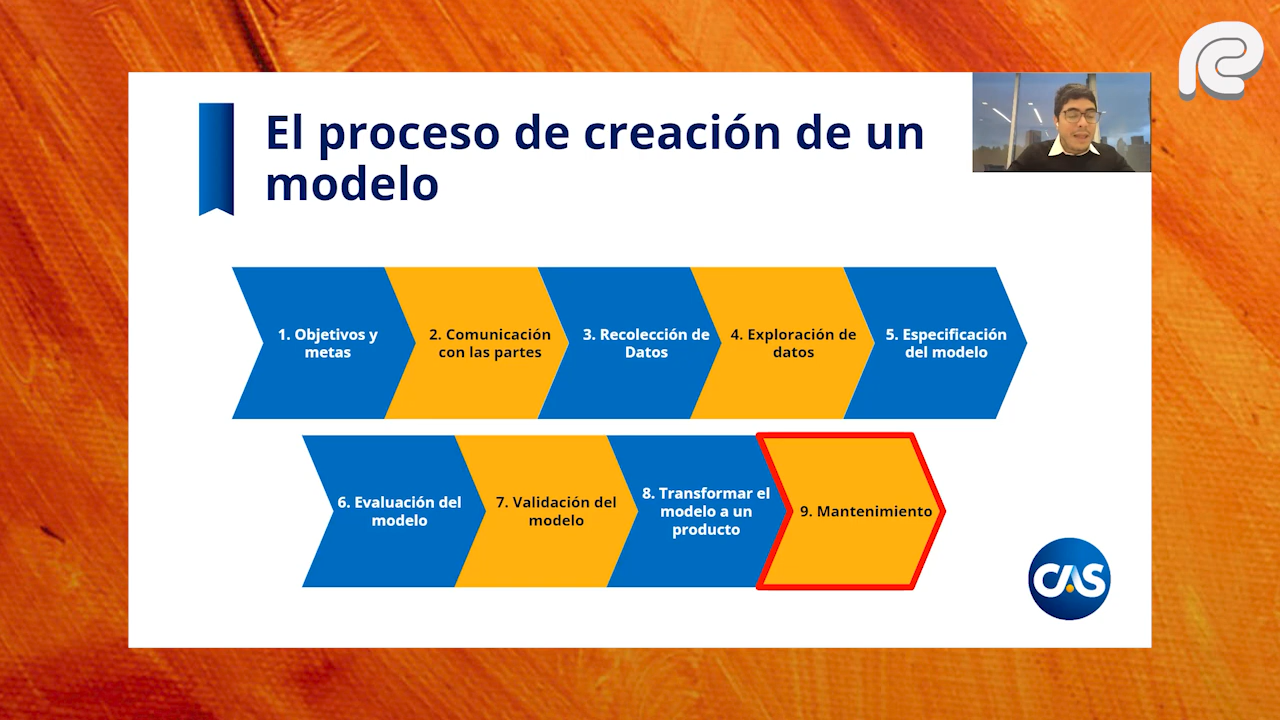 El proceso de creación de un
modelo
1. Objetivos y
metas
2. Comunicación
con las partes
3. Recolección de
Datos
4. Exploración de
datos
5. Especificación
del modelo
6. Evaluación del
modelo
7. Validación del
modelo
8. Transformar el
modelo a un
producto
9. Mantenimiento
CAS